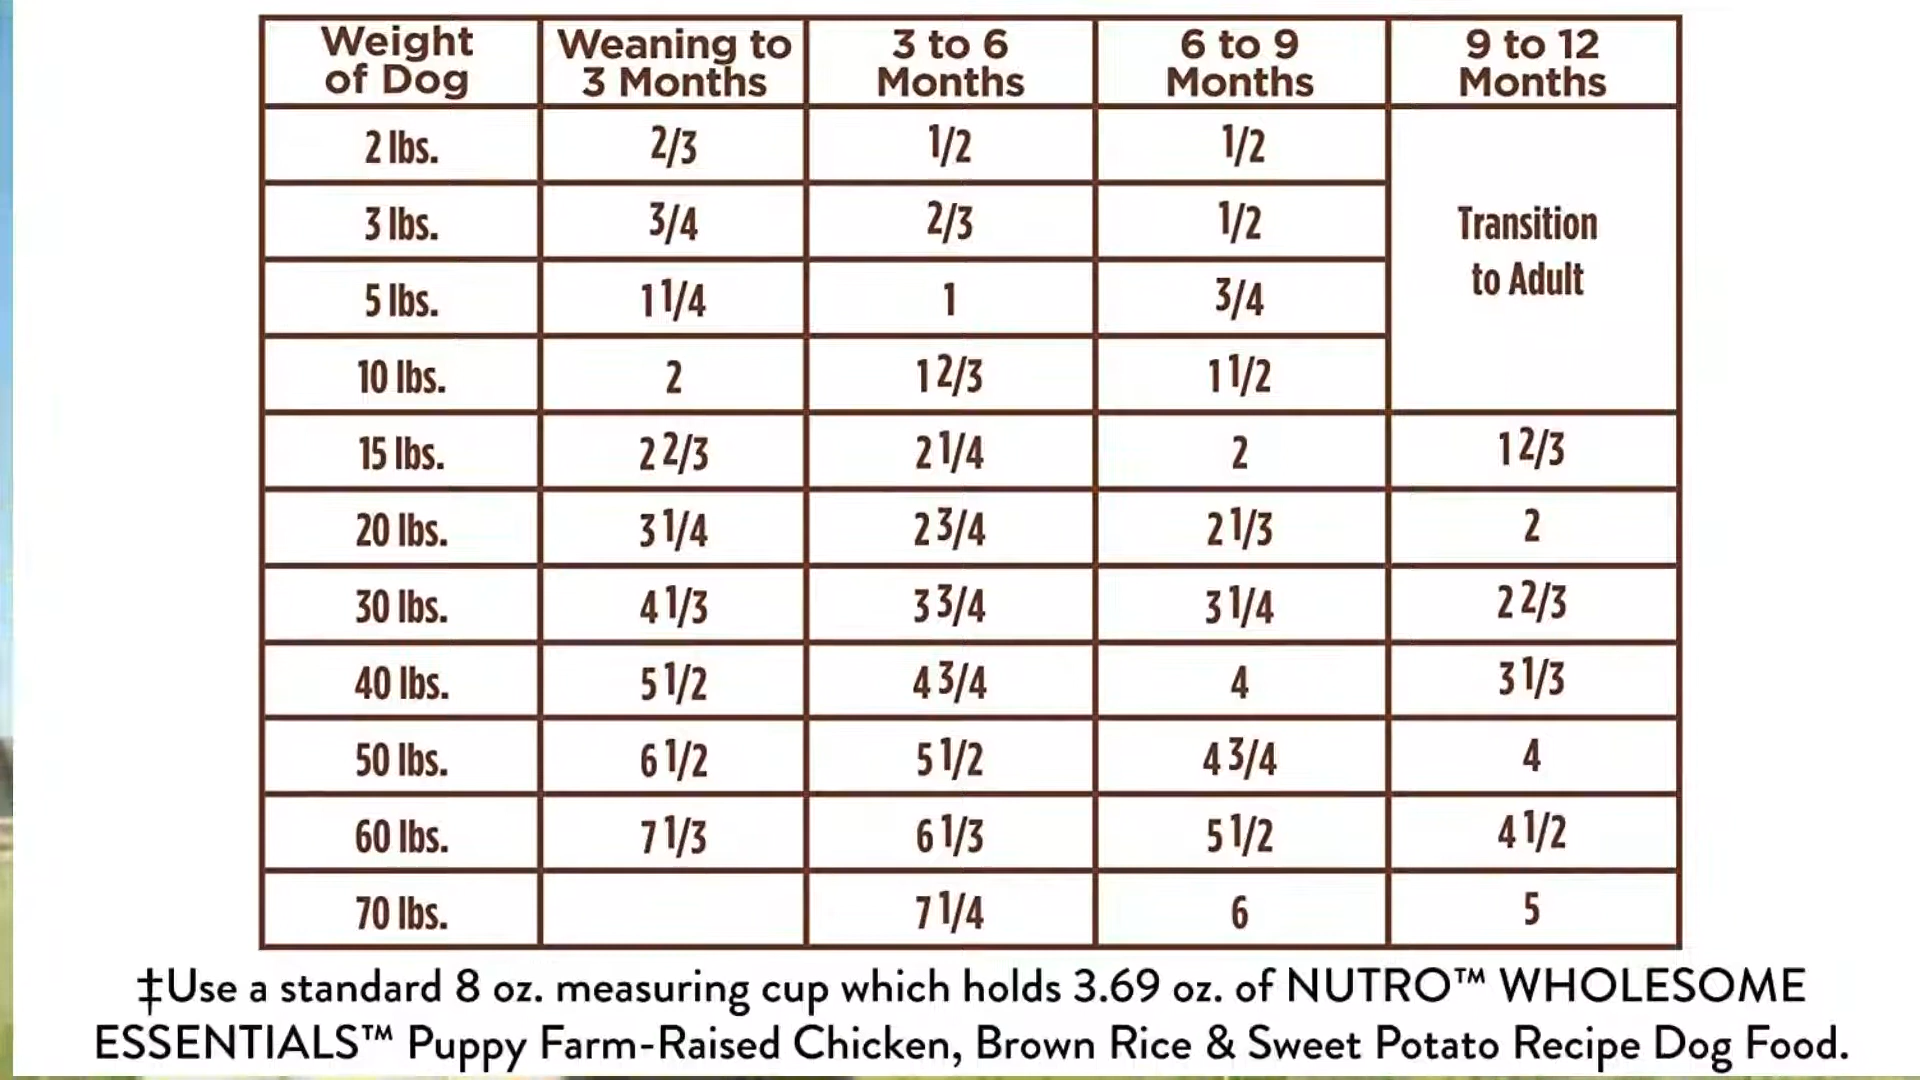 Weight of Dog | Weaning to 3 Months | 3 to 6 Months | 6 to 9 Months | 9 to 12 Months
2 lbs. | 2/3 | 1/2 | 1/2 | Transition to Adult
3 lbs. | 3/4 | 2/3 | 1/2
5 lbs. | 1 1/4 | 1 | 3/4
10 lbs. | 2 | 1 2/3 | 1 1/2
15 lbs. | 2 2/3 | 2 1/4 | 2 | 1 2/3
20 lbs. | 3 1/4 | 2 3/4 | 2 1/3 | 2
30 lbs. | 4 1/3 | 3 3/4 | 3 1/4 | 2 2/3
40 lbs. | 5 1/2 | 4 3/4 | 4 | 3 1/3
50 lbs. | 6 1/2 | 5 1/2 | 4 3/4 | 4
60 lbs. | 7 1/3 | 6 1/3 | 5 1/2 | 4 1/2
70 lbs. | | 7 1/4 | 6 | 5
‡Use a standard 8 oz. measuring cup which holds 3.69 oz. of NUTRO™ WHOLESOME
ESSENTIALS™ Puppy Farm-Raised Chicken, Brown Rice & Sweet Potato Recipe Dog Food.